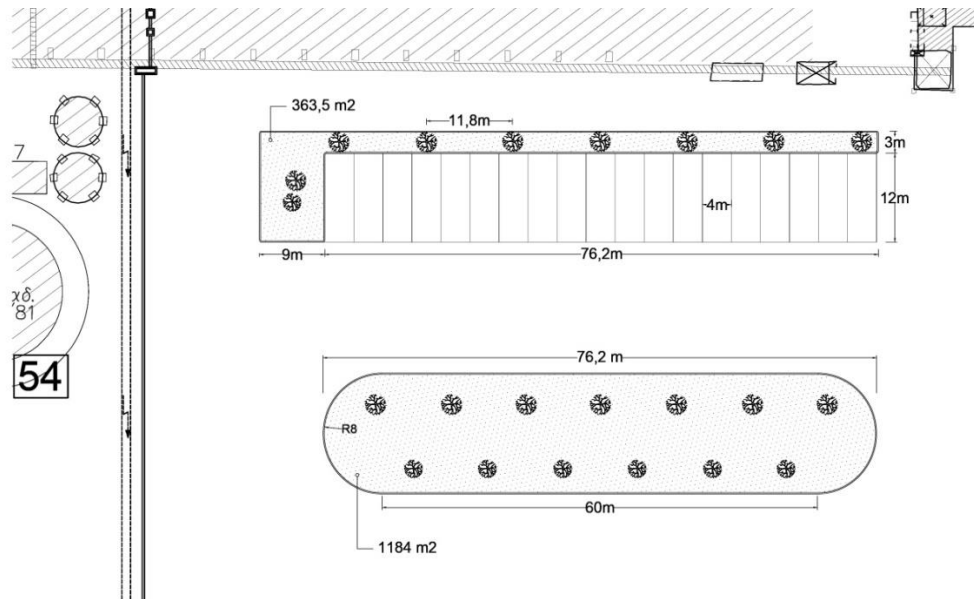 363,5 m2
11,8m
3m
7
12m
4m
9m
76,2m
χδ.
'81
54
76,2 m
R8
60m
1184 m2